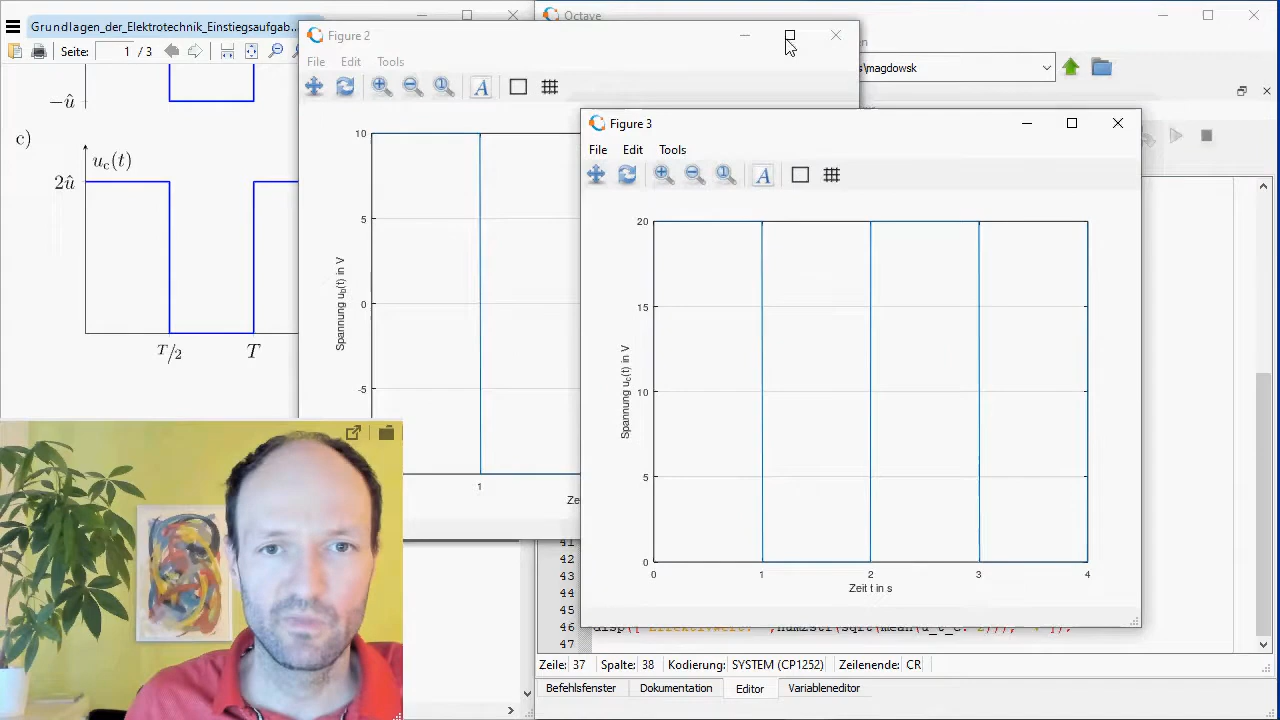 Grundlagen_der_Elektrotechnik_Einstiegsaufgab...
Seite: 1 / 3
−û
c)
u_c(t)
2û
T/2
T
Octave
s\magdowsk
Figure 2
File Edit Tools
A
10
5
0
-5
Spannung u_b(t) in V
1
Figure 3
File Edit Tools
A
20
15
10
5
0
Spannung u_c(t) in V
0 1 2 3 4
Zeit t in s
42
43
44
45
46
47
Zeile: 37 Spalte: 38 Kodierung: SYSTEM (CP1252) Zeilenende: CR
Befehlsfenster Dokumentation Editor Variableneditor